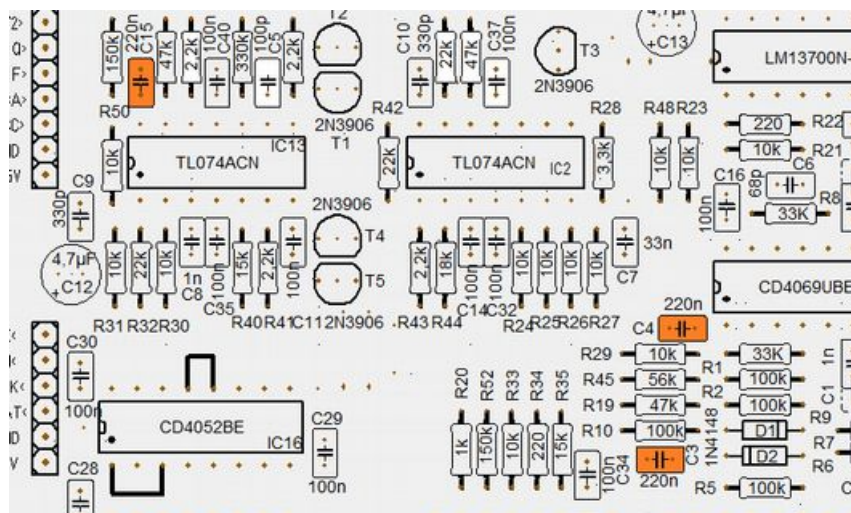 T2
4,7µF
+C13
220n
C15
100n
C40
100p
C5
C10
330p
C37
100n
T3
150k
47k
2,2k
330k
2,2k
22k
47k
LM13700N-
2N3906
R50
2N3906
T1
R42
R28
R48
R23
220
R22
10k
R21
10k
TL074ACN
IC13
22k
TL074ACN
IC2
3,3k
10k
10k
C16
100n
68p
C6
33K
R8
C9
330p
2N3906
T4
T5
2N3906
4,7µF
+C12
10k
22k
10k
1n
C8
100n
C35
15k
2,2k
100n
C11
2,2k
18k
100n
C14
100n
C32
10k
10k
10k
10k
33n
C7
CD4069UBE
R31
R32
R30
R40
R41
R43
R44
R24
R25
R26
R27
220n
C4
C30
100n
R29
10k
R1
33K
R45
56k
R2
100k
R19
47k
100k
R10
100k
1N4148
D1
R9
D2
R7
R6
R5
100k
1n
C1
R20
R52
R33
R34
R35
1k
150k
10k
220
15k
100n
C34
220n
C3
CD4052BE
IC16
C29
100n
C28